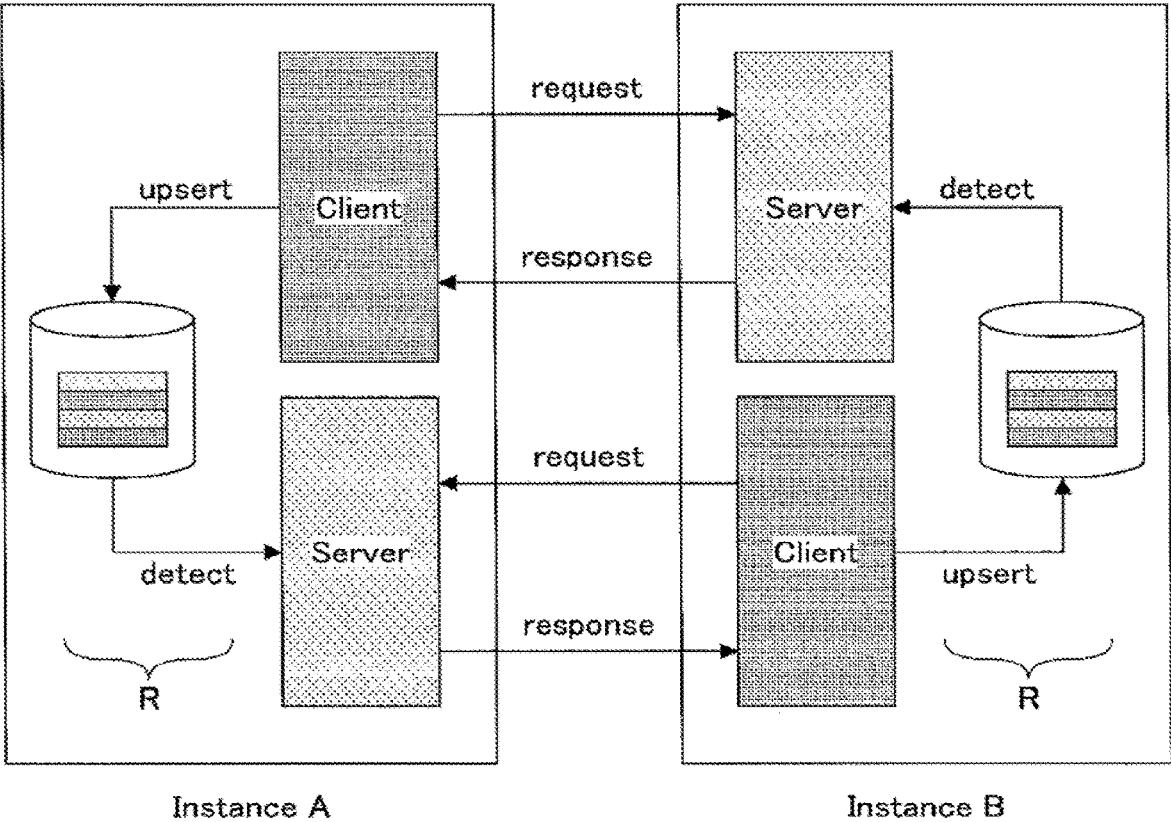 request
upsert
Client
Server
detect
response
request
Server
Client
detect
upsert
response
R
R
Instance A
Instance B